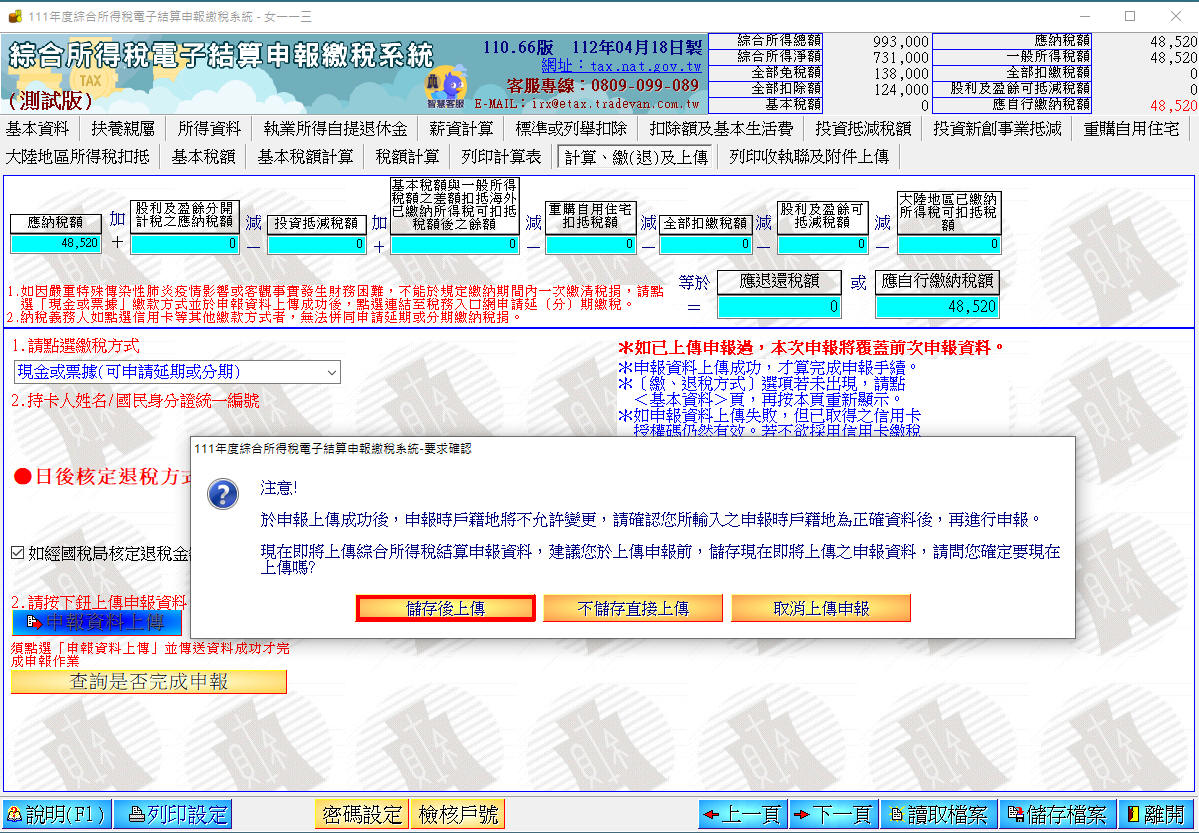 111年度綜合所得稅電子結算申報繳稅系統 - 女一一三
綜合所得稅電子結算申報繳稅系統
(測試版)
TAX
智慧客服
110.66版 112年04月18日製
網址：tax.nat.gov.tw
客服專線：0809-099-089
E-MAIL：irx@etax.tradevan.com.tw
綜合所得總額 993,000 應納稅額 48,520
綜合所得淨額 731,000 一般所得稅額 48,520
全部免稅額 138,000 全部扣繳稅額 0
全部扣除額 124,000 股利及盈餘可抵減稅額 0
基本稅額 0 應自行繳納稅額 48,520
基本資料 扶養親屬 所得資料 執業所得自提退休金 薪資計算 標準或列舉扣除 扣除額及基本生活費 投資抵減稅額 投資新創事業抵減 重購自用住宅
大陸地區所得稅扣抵 基本稅額 基本稅額計算 稅額計算 列印計算表 計算、繳(退)及上傳 列印收執聯及附件上傳
應納稅額
48,520
加
＋
股利及盈餘分開
計稅之應納稅額
0
減
－
投資抵減稅額
0
加
＋
基本稅額與一般所得
稅額之差額扣抵海外
已繳納所得稅可扣抵
稅額後之餘額
0
減
－
重購自用住宅
扣抵稅額
0
減
－
全部扣繳稅額
0
減
－
股利及盈餘可
抵減稅額
0
減
－
大陸地區已繳納
所得稅可扣抵稅
額
0
等於
＝
應退還稅額
0
或
應自行繳納稅額
48,520
1.如因嚴重特殊傳染性肺炎疫情影響或客觀事實發生財務困難，不能於規定繳納期間內一次繳清稅捐，請點
選「現金或票據」繳款方式並於申報資料上傳成功後，點選連結至稅務入口網申請延（分）期繳稅。
2.納稅義務人如點選信用卡等其他繳款方式者，無法併同申請延期或分期繳納稅捐。
1.請點選繳稅方式
現金或票據(可申請延期或分期)
2.持卡人姓名/國民身分證統一編號
●日後核定退稅方式
☑如經國稅局核定退稅金
2.請按下鈕上傳申報資料
申報資料上傳
須點選「申報資料上傳」並傳送資料成功才完
成申報作業
查詢是否完成申報
＊如已上傳申報過，本次申報將覆蓋前次申報資料。
＊申報資料上傳成功，才算完成申報手續。
＊〔繳、退稅方式〕選項若未出現，請點
＜基本資料＞頁，再按本頁重新顯示。
＊如申報資料上傳失敗，但已取得之信用卡
授權碼仍然有效。若不欲採用信用卡繳稅
111年度綜合所得稅電子結算申報繳稅系統-要求確認
?
注意!
於申報上傳成功後，申報時戶籍地將不允許變更，請確認您所輸入之申報時戶籍地為正確資料後，再進行申報。
現在即將上傳綜合所得稅結算申報資料，建議您於上傳申報前，儲存現在即將上傳之申報資料，請問您確定要現在
上傳嗎?
儲存後上傳 不儲存直接上傳 取消上傳申報
說明(F1) 列印設定 密碼設定 檢核戶號 上一頁 下一頁 讀取檔案 儲存檔案 離開